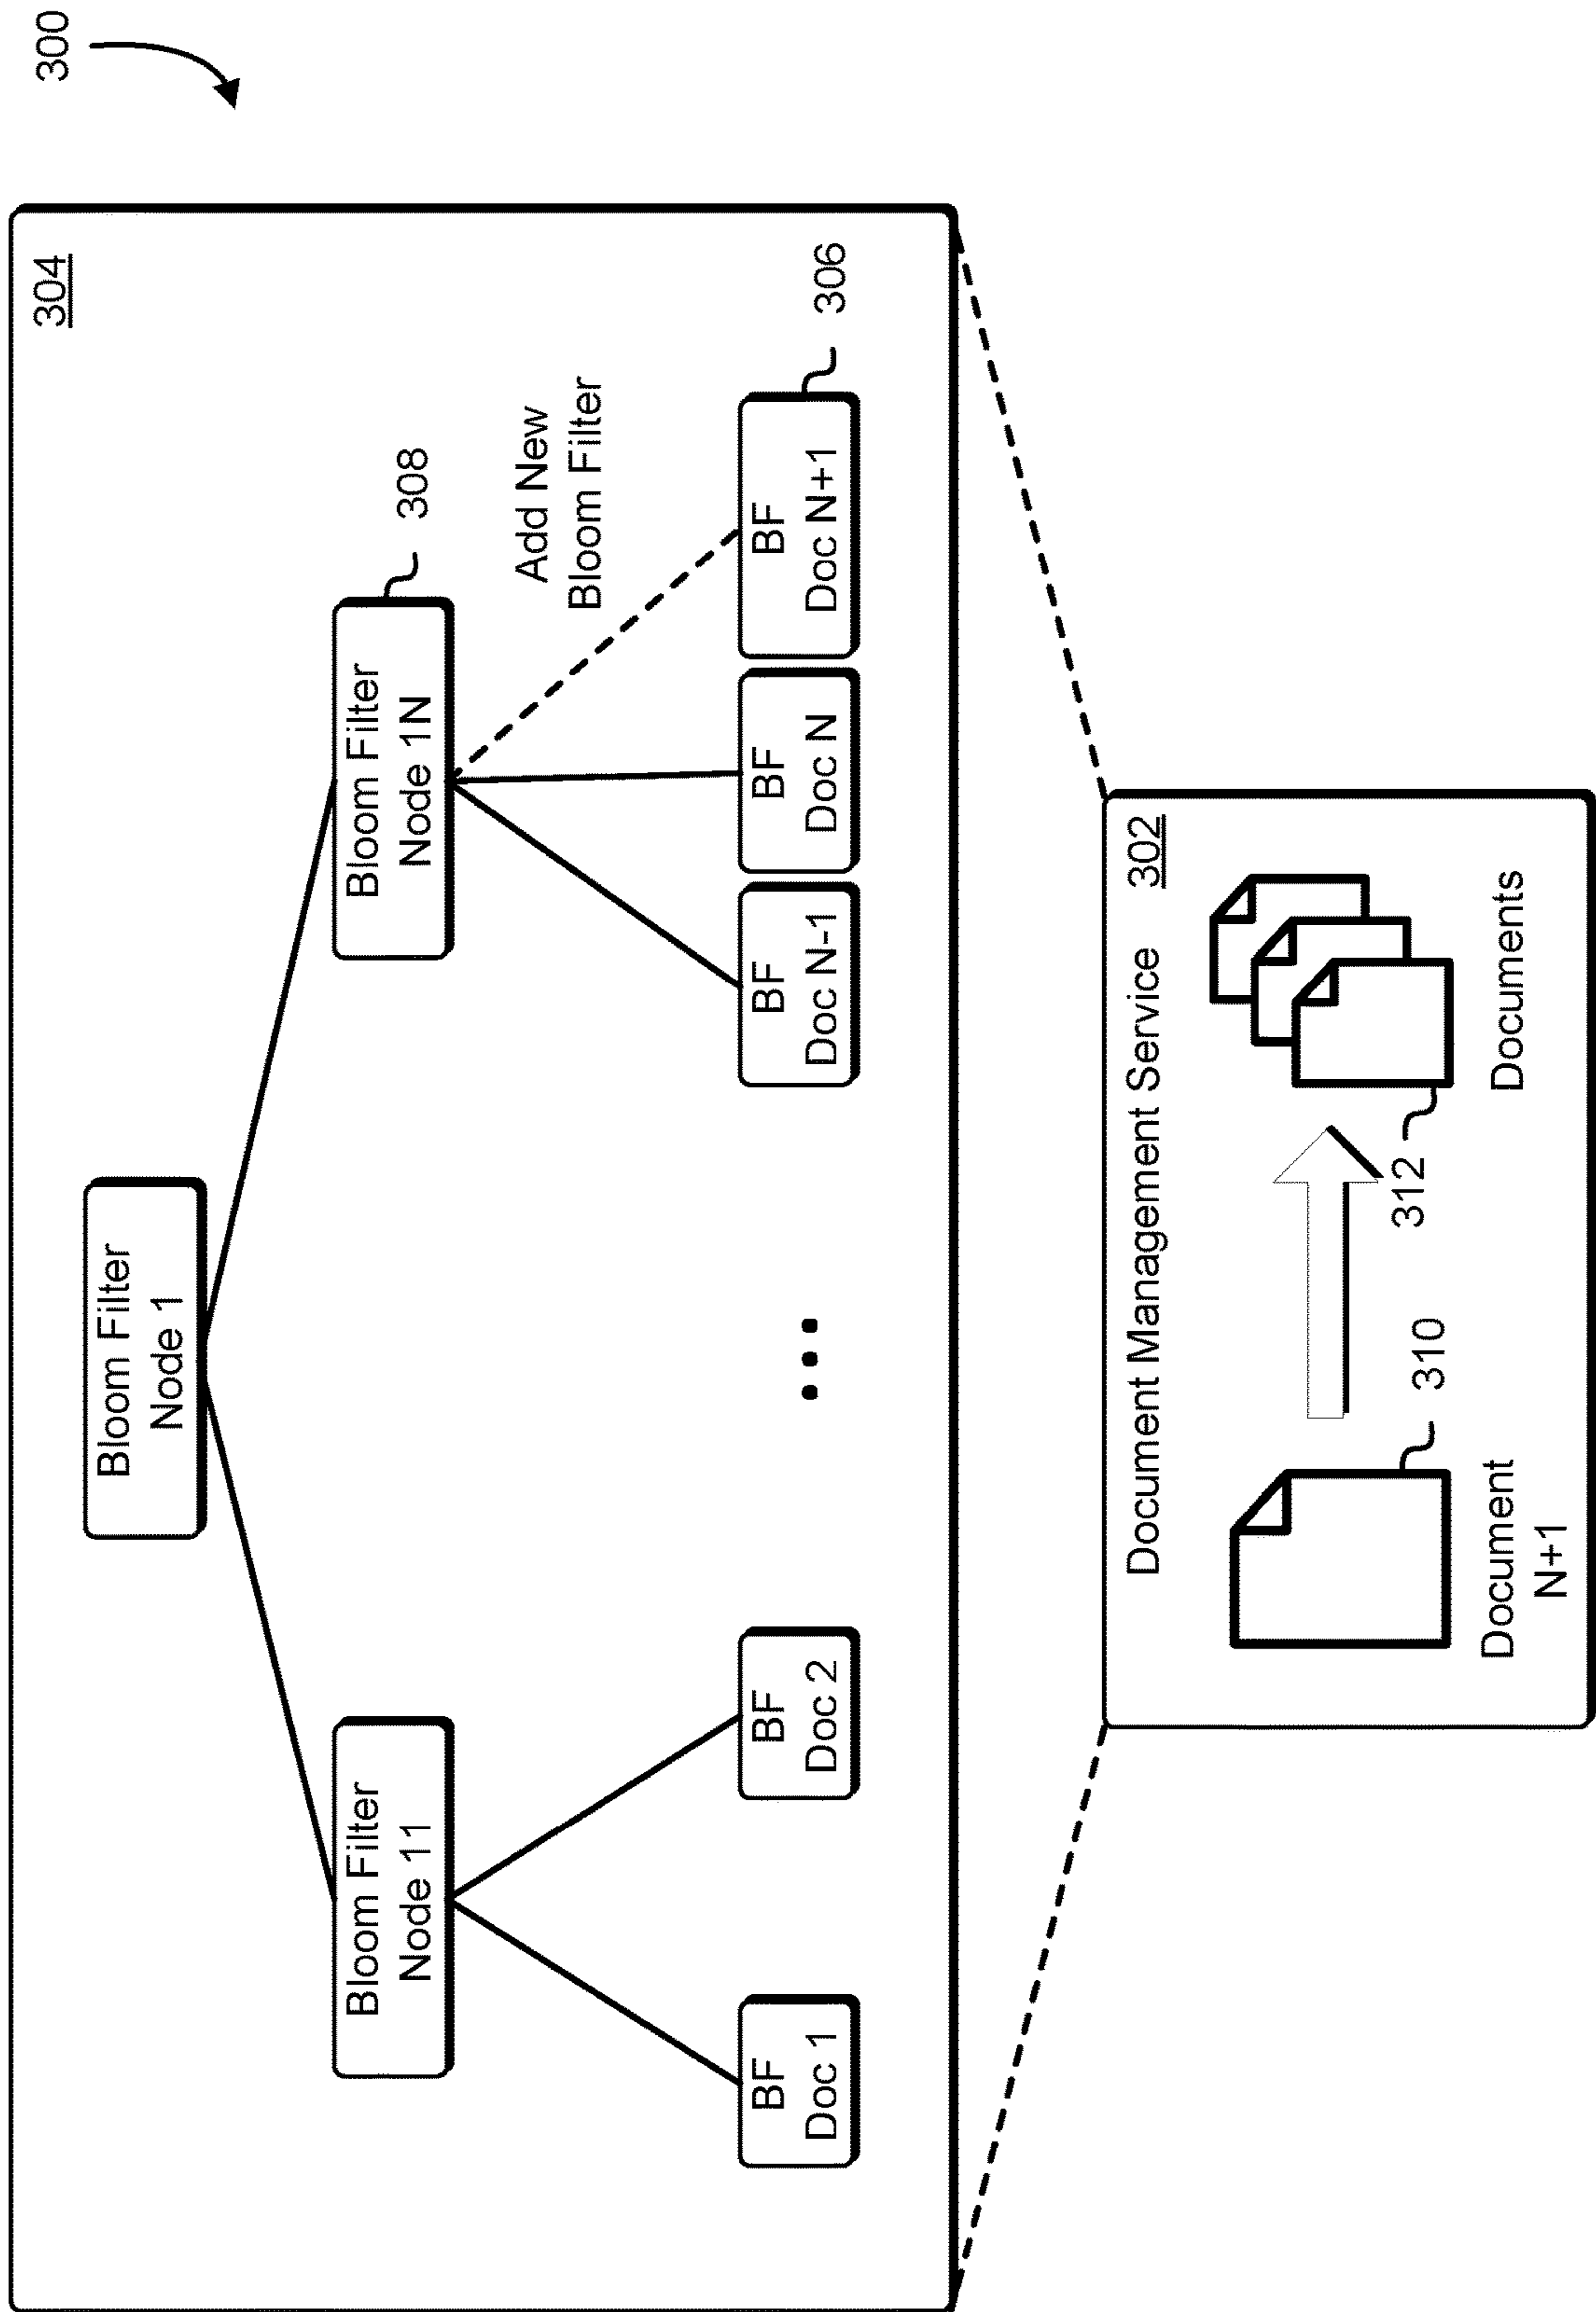 300
304
Bloom Filter
Node 1
Bloom Filter
Node 11
Bloom Filter
Node 1N
308
Add New
Bloom Filter
BF
Doc 1
BF
Doc 2
...
BF
Doc N-1
BF
Doc N
BF
Doc N+1
306
Document Management Service
302
310
312
Document
N+1
Documents